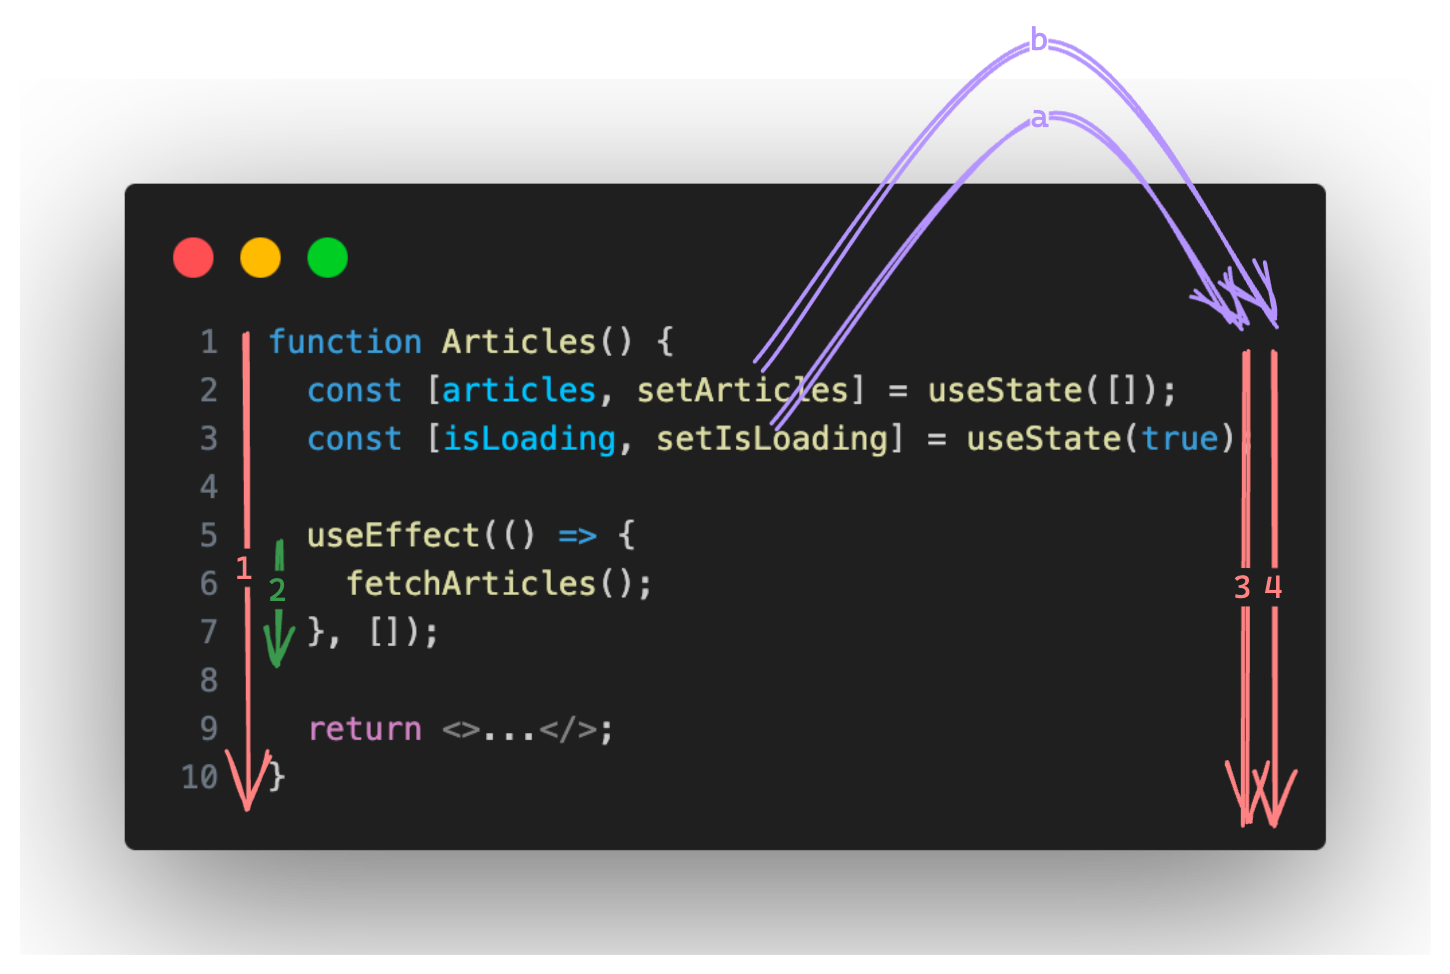 b
a
1 function Articles() {
2 const [articles, setArticles] = useState([]);
3 const [isLoading, setIsLoading] = useState(true)
4
5 useEffect(() => {
6 fetchArticles();
7 }, []);
8
9 return <>...</>;
10 }
1
2
3 4